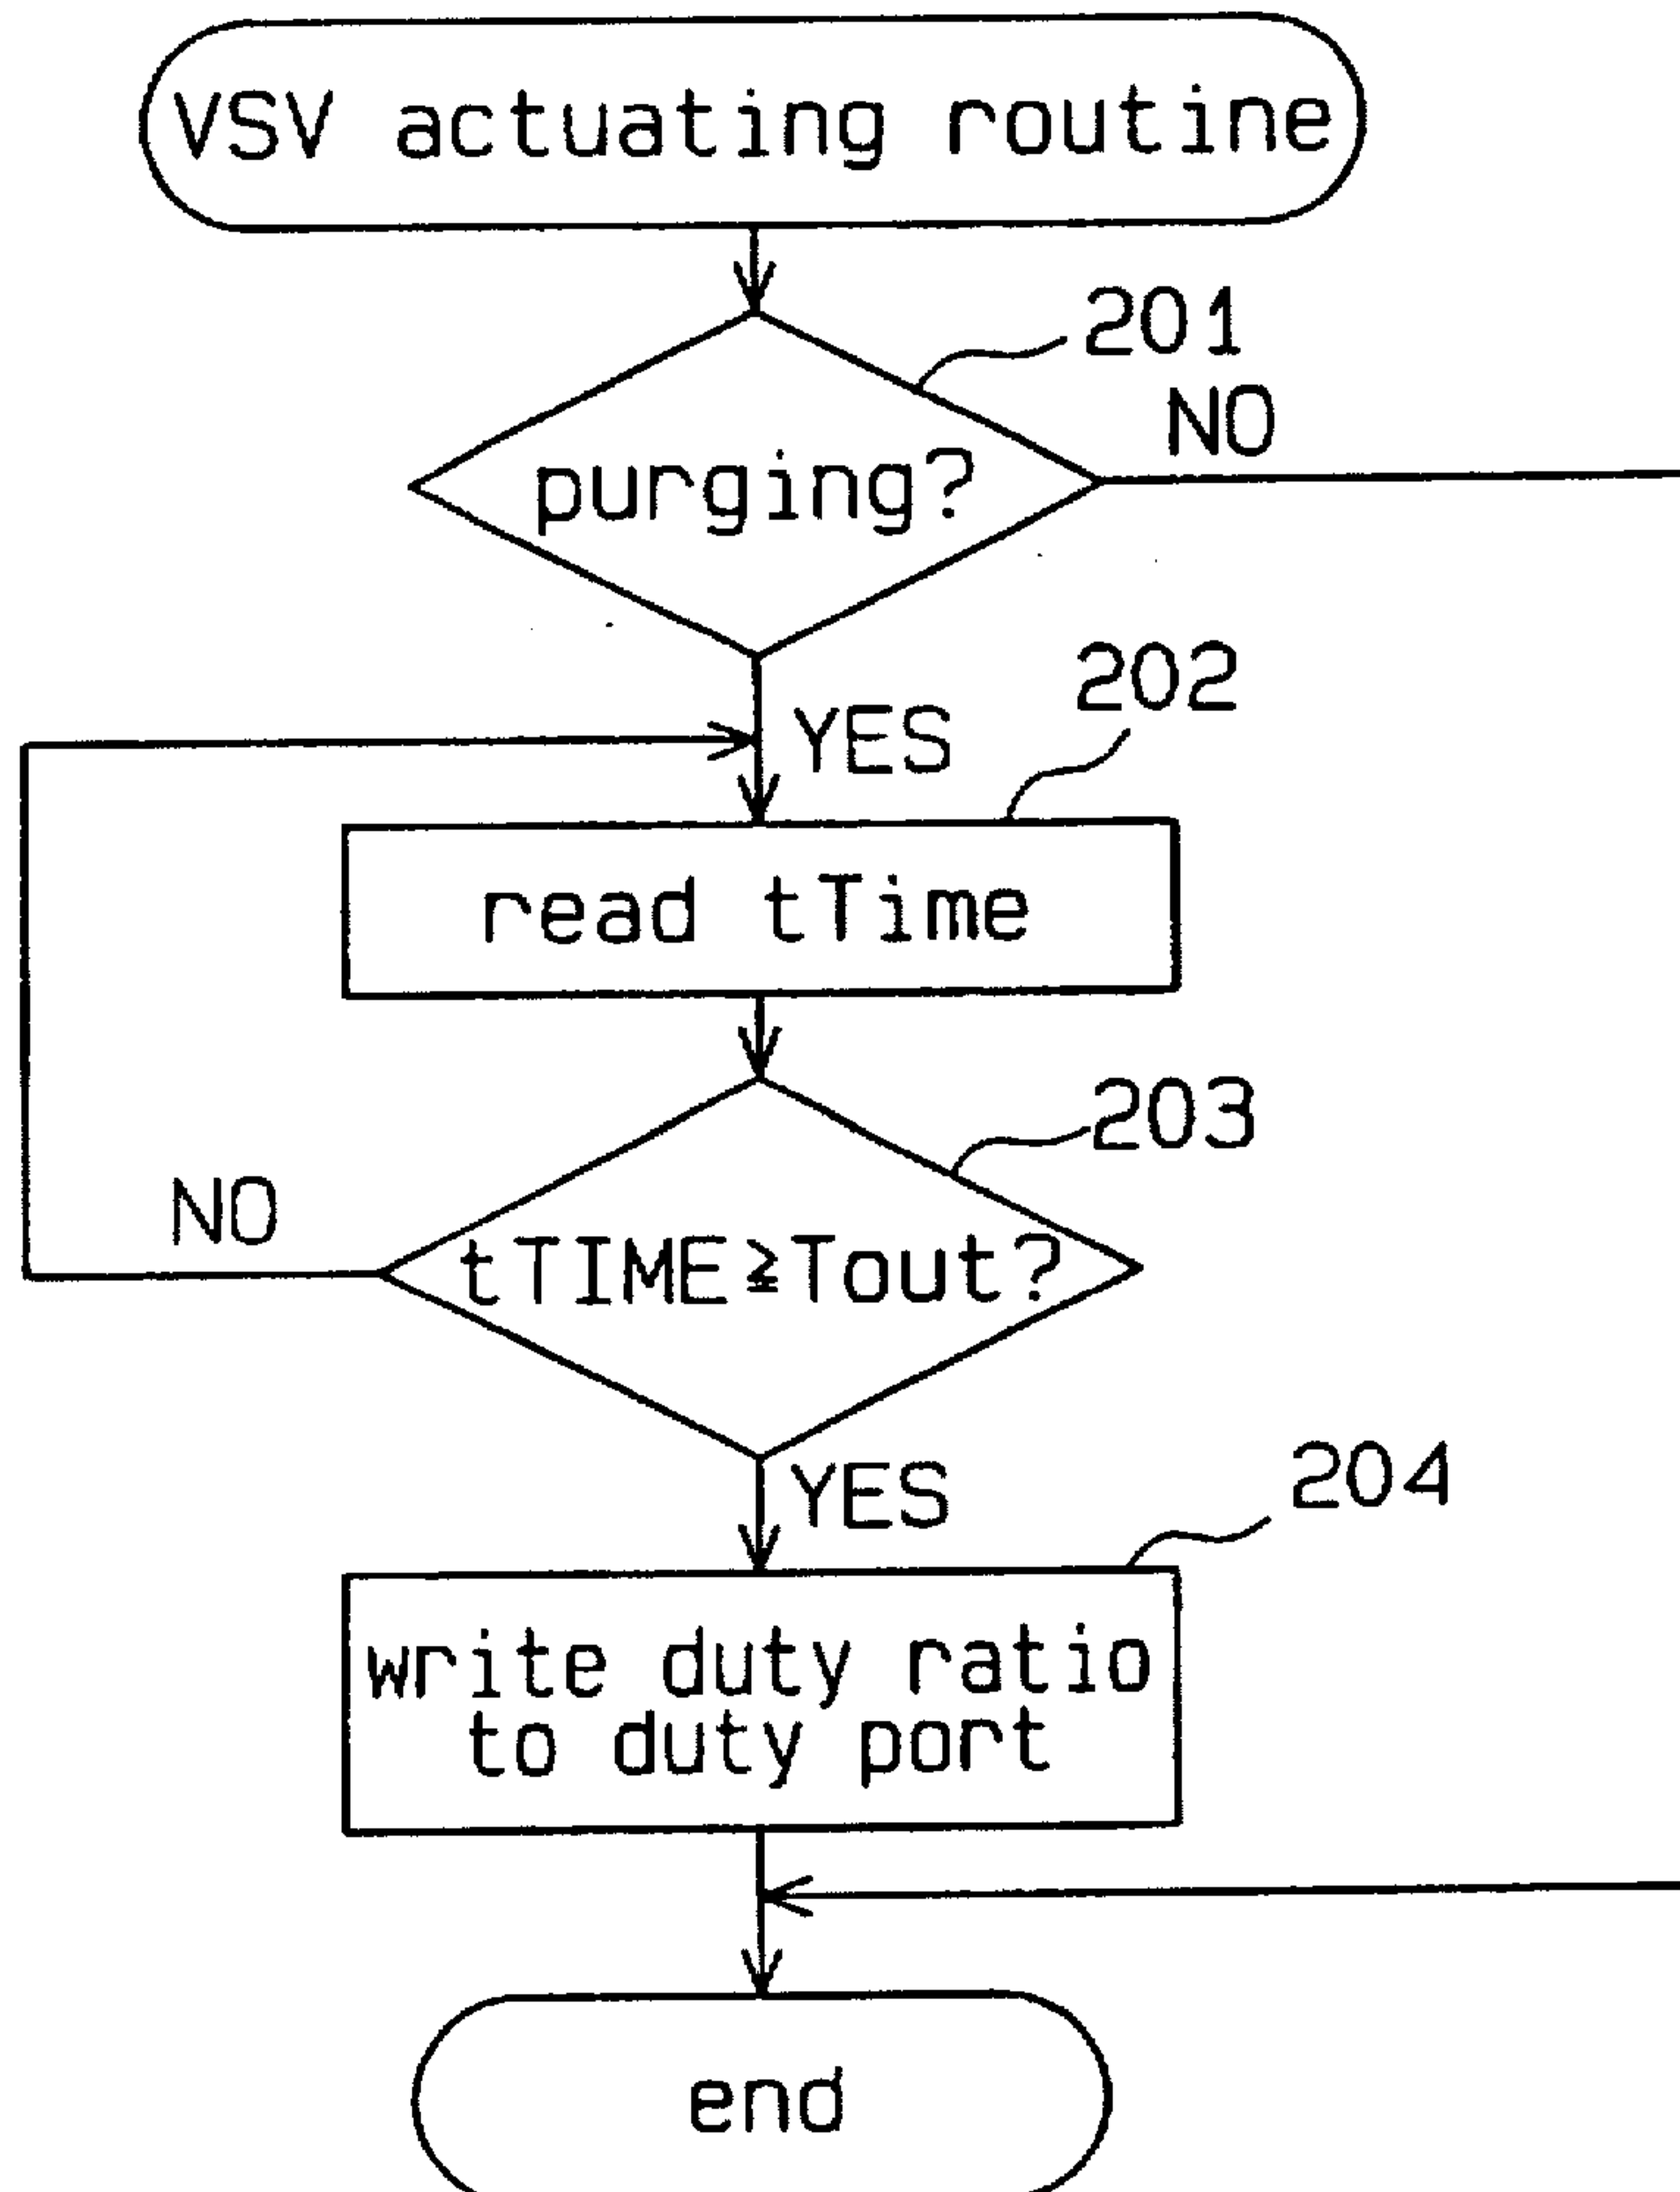 VSV actuating routine
201
NO
purging?
202
YES
read tTime
203
NO
tTIME≧Tout?
204
YES
write duty ratio
to duty port
end